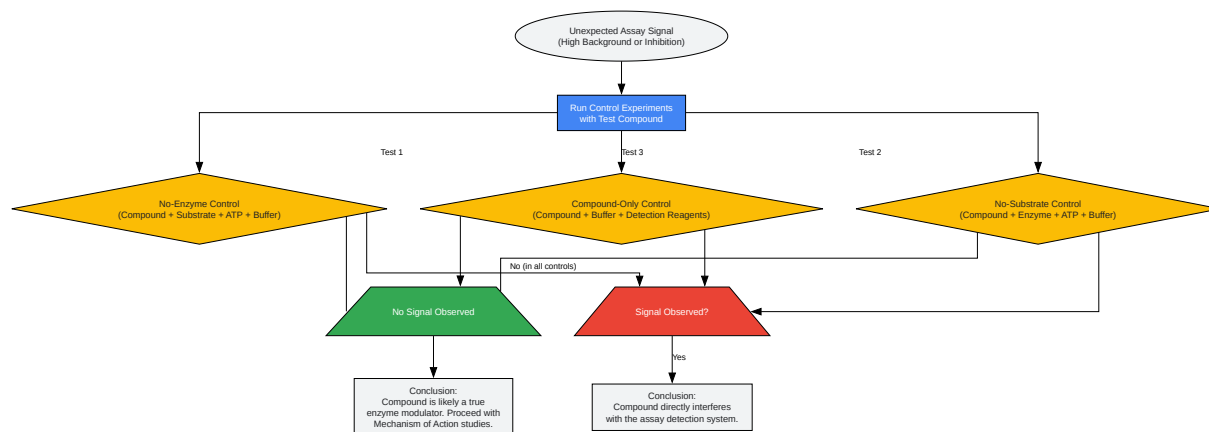 Unexpected Assay Signal
(High Background or Inhibition)
Run Control Experiments
with Test Compound
Test 1
Test 3
Test 2
No-Enzyme Control
(Compound + Substrate + ATP + Buffer)
Compound-Only Control
(Compound + Buffer + Detection Reagents)
No-Substrate Control
(Compound + Enzyme + ATP + Buffer)
No (in all controls)
No Signal Observed
Signal Observed?
Yes
Conclusion:
Compound is likely a true
enzyme modulator. Proceed with
Mechanism of Action studies.
Conclusion:
Compound directly interferes
with the assay detection system.